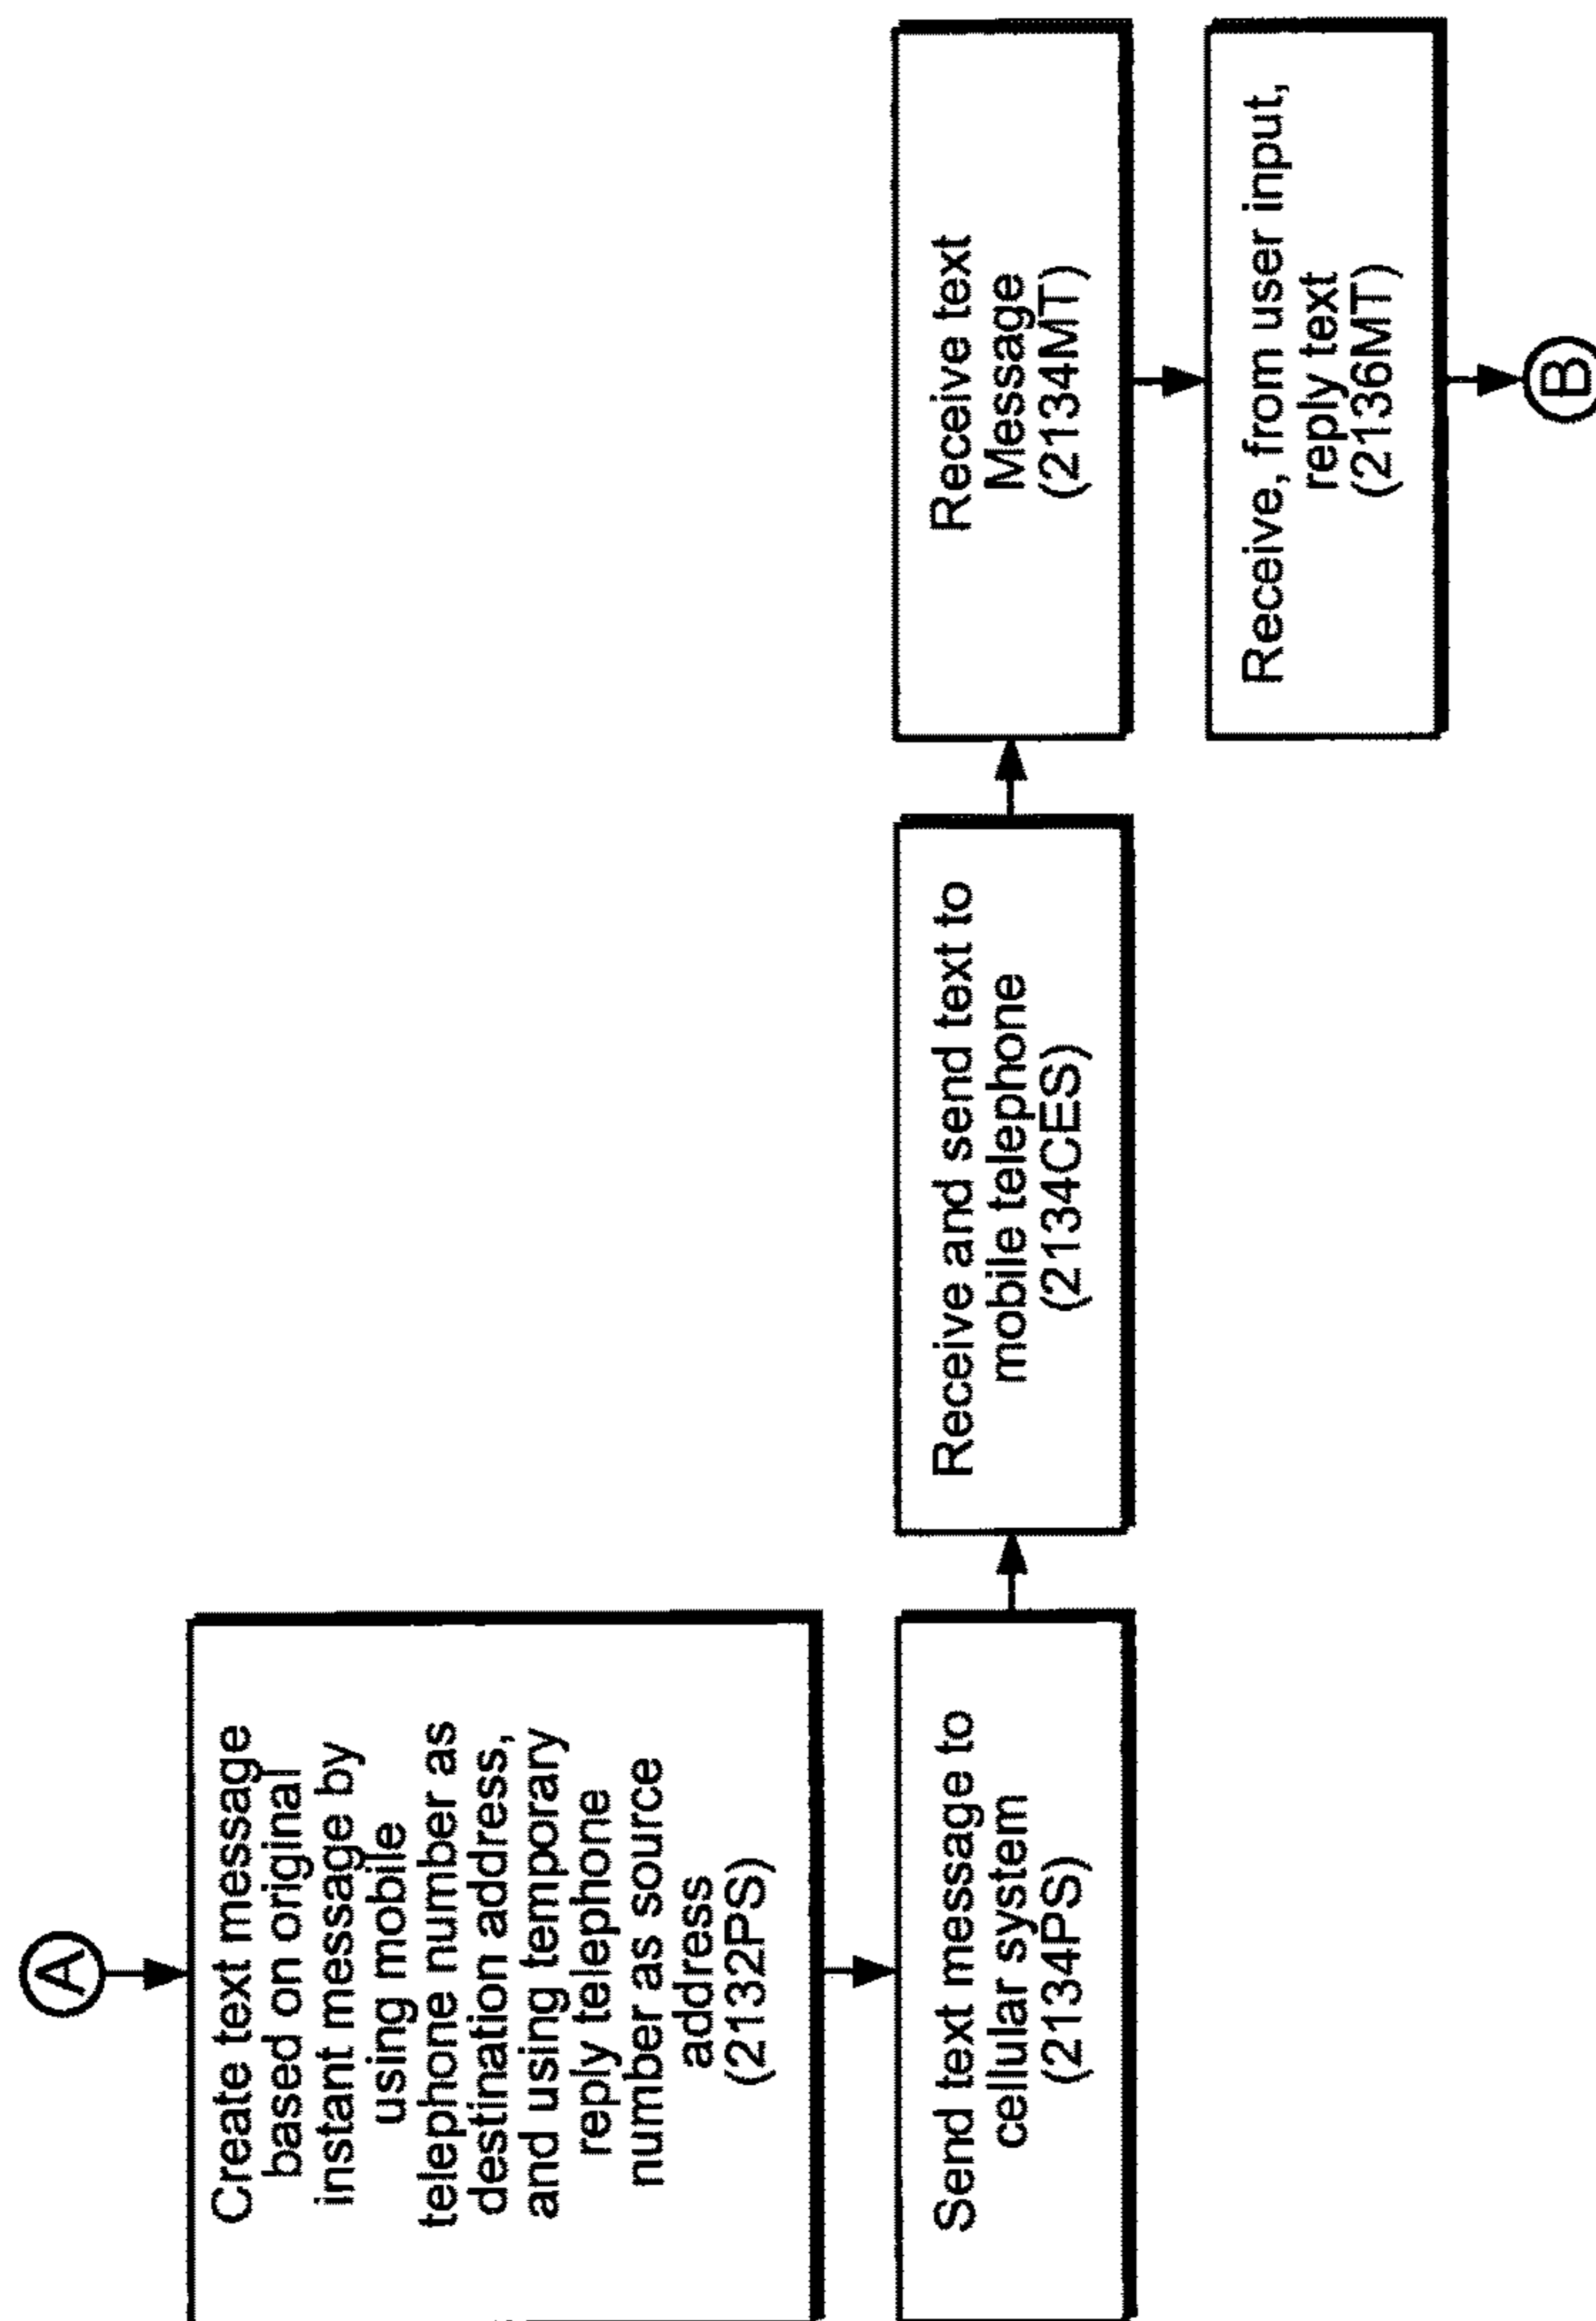 A
Create text message
based on original
instant message by
using mobile
telephone number as
destination address,
and using temporary
reply telephone
number as source
address
(2132PS)
Send text message to
cellular system
(2134PS)
Receive and send text to
mobile telephone
(2134CES)
Receive text
Message
(2134MT)
Receive, from user input,
reply text
(2136MT)
B